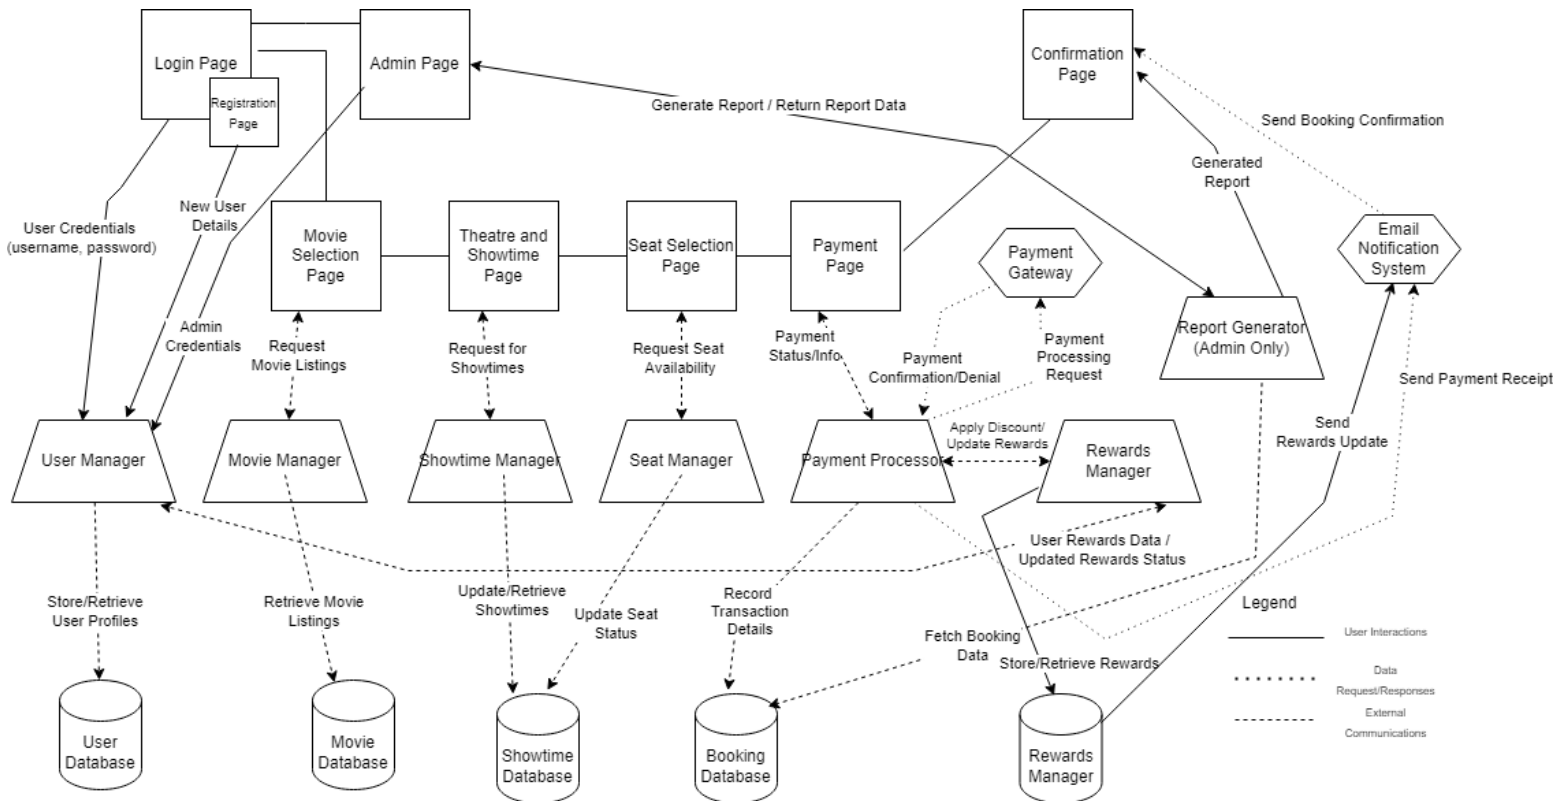 Login Page
Registration
Page
Admin Page
Confirmation
Page
Generate Report / Return Report Data
Send Booking Confirmation
Generated
Report
New User
Details
User Credentials
(username, password)
Movie
Selection
Page
Theatre and
Showtime
Page
Seat Selection
Page
Payment
Page
Payment
Gateway
Email
Notification
System
Admin
Credentials
Request
Movie Listings
Request for
Showtimes
Request Seat
Availability
Payment
Status/Info
Payment
Confirmation/Denial
Payment
Processing
Request
Report Generator
(Admin Only)
Send Payment Receipt
Send
Rewards Update
User Manager
Movie Manager
Showtime Manager
Seat Manager
Payment Processor
Apply Discount/
Update Rewards
Rewards
Manager
User Rewards Data /
Updated Rewards Status
Store/Retrieve
User Profiles
Retrieve Movie
Listings
Update/Retrieve
Showtimes
Update Seat
Status
Record
Transaction
Details
Fetch Booking
Data
Store/Retrieve Rewards
User
Database
Movie
Database
Showtime
Database
Booking
Database
Rewards
Manager
Legend
User Interactions
Data
Request/Responses
External
Communications